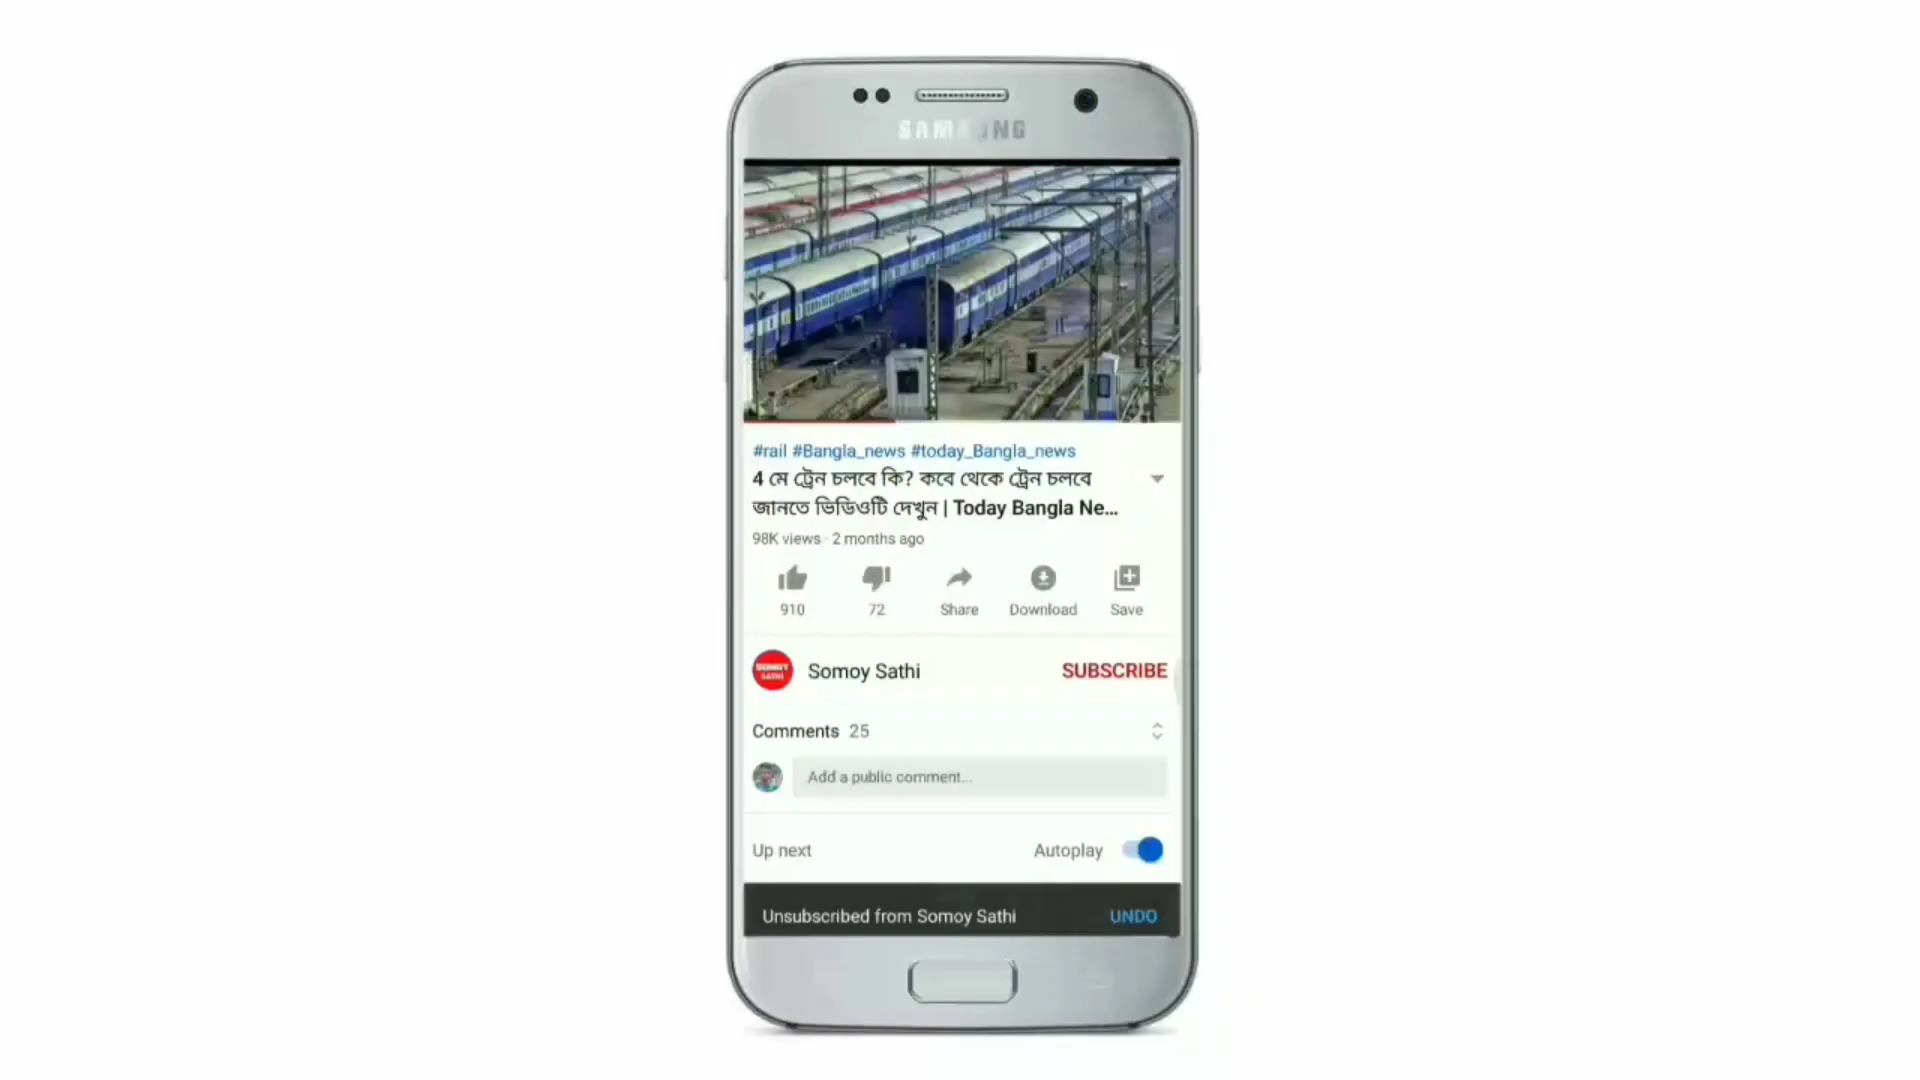 SAMSUNG
#rail #Bangla_news #today_Bangla_news
4 মে ট্রেন চলবে কি? কবে থেকে ট্রেন চলবে
জানতে ভিডিওটি দেখুন | Today Bangla Ne...
98K views · 2 months ago
910 72 Share Download Save
SOMOY
SATHI
Somoy Sathi SUBSCRIBE
Comments 25
Add a public comment...
Up next Autoplay
Unsubscribed from Somoy Sathi UNDO